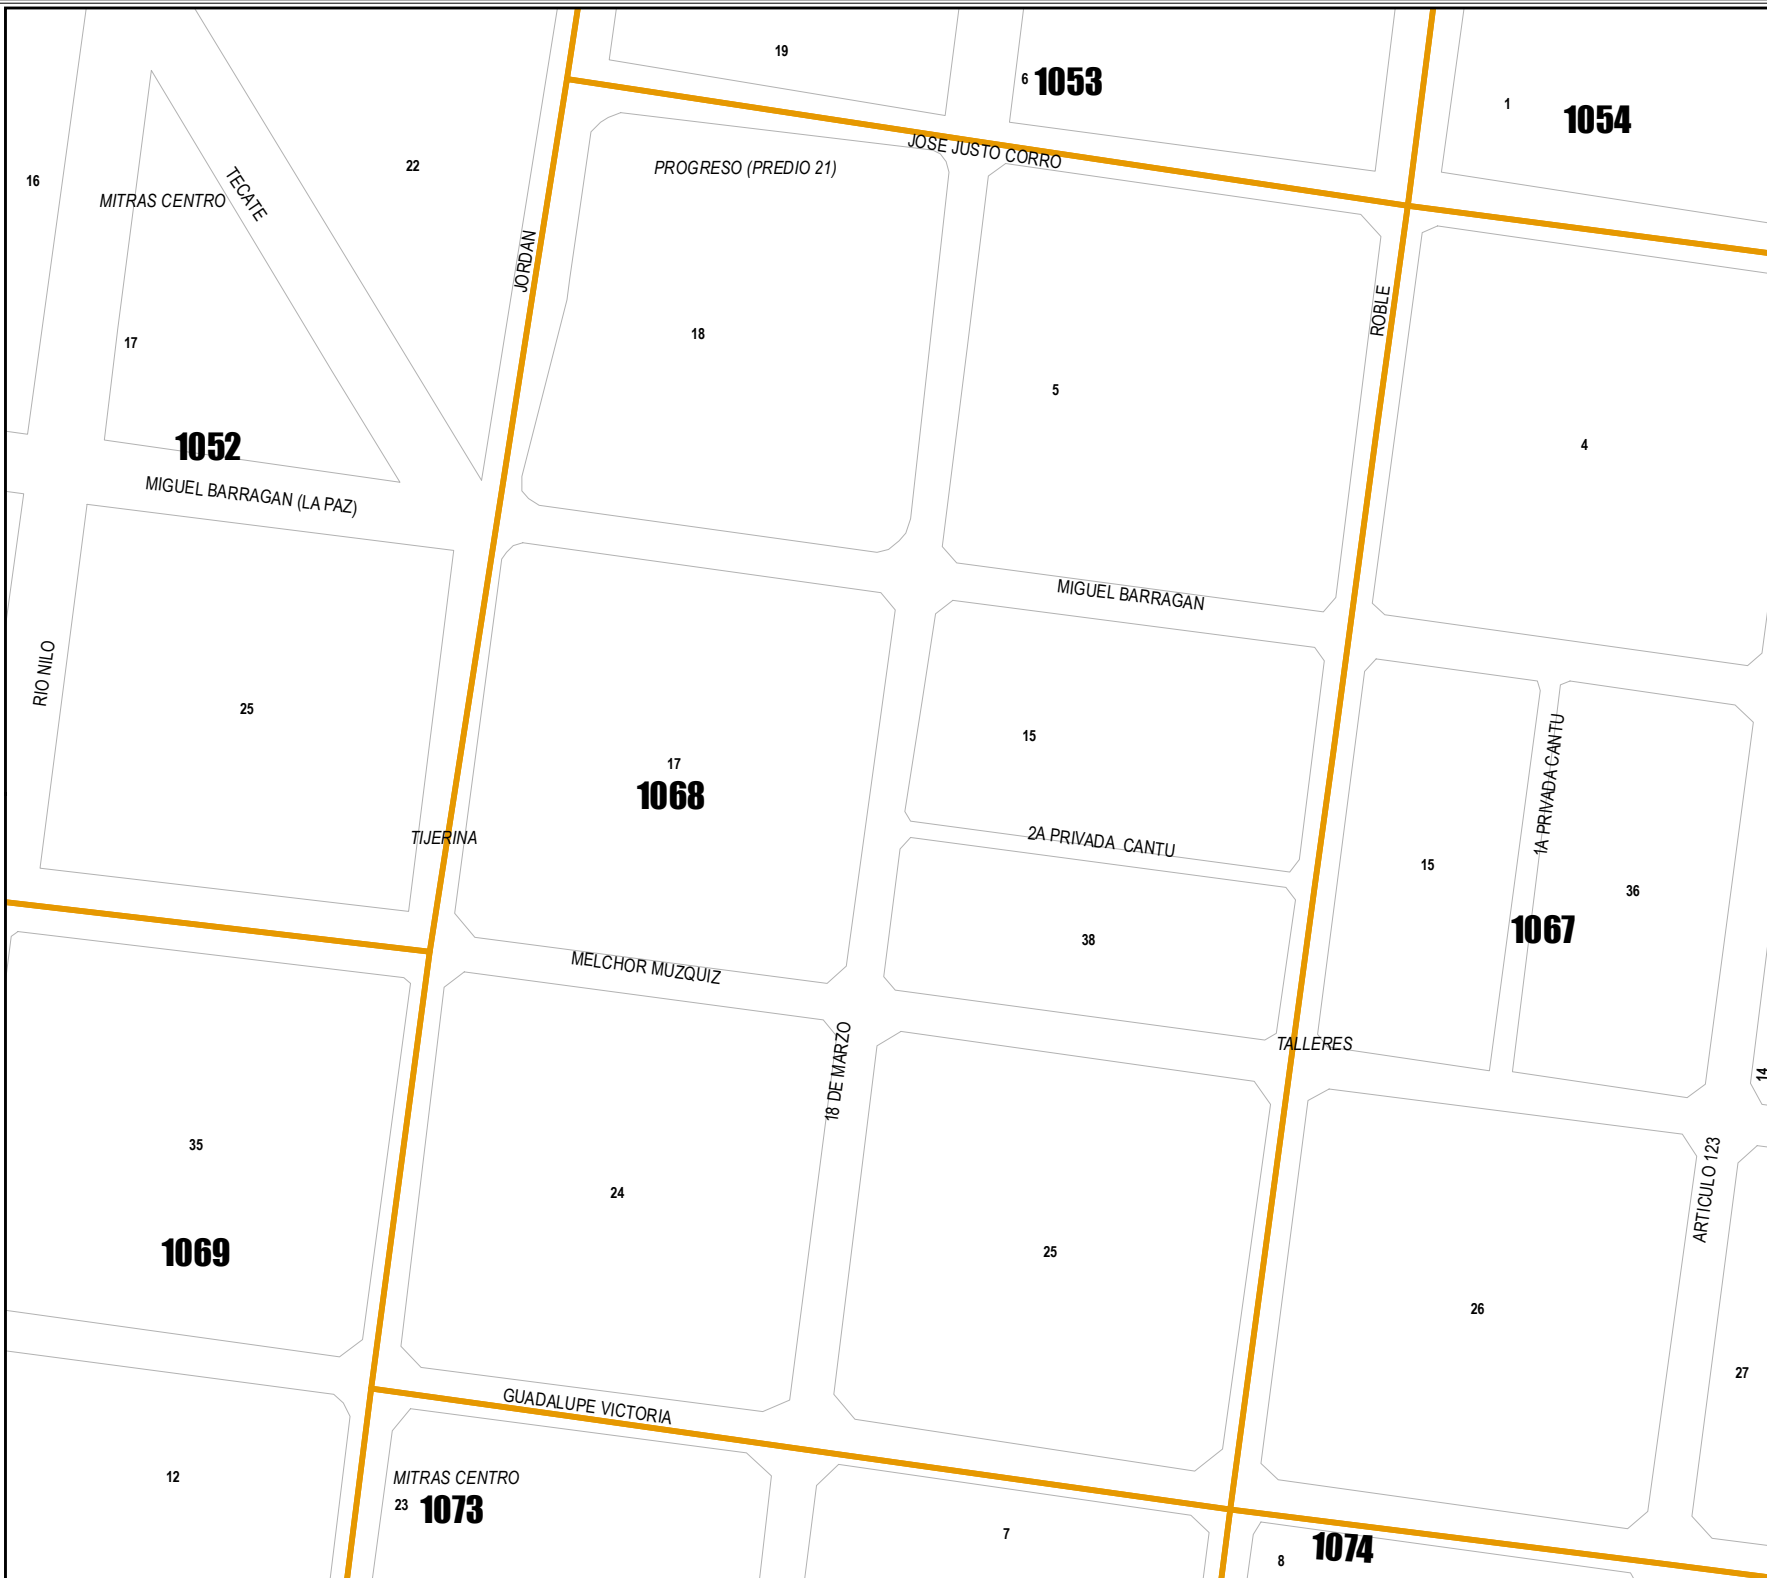 19
6 1053
1
1054
JOSE JUSTO CORRO
PROGRESO (PREDIO 21)
22
16
TECATE
MITRAS CENTRO
JORDAN
ROBLE
17
18
5
4
1052
MIGUEL BARRAGAN (LA PAZ)
MIGUEL BARRAGAN
RIO NILO
25
15
17
1068
1A PRIVADA CANTU
TIJERINA
2A PRIVADA CANTU
15
36
1067
38
MELCHOR MUZQUIZ
TALLERES
18 DE MARZO
14
35
24
ARTICULO 123
1069
25
26
27
GUADALUPE VICTORIA
12
MITRAS CENTRO
23 1073
7
1074
8